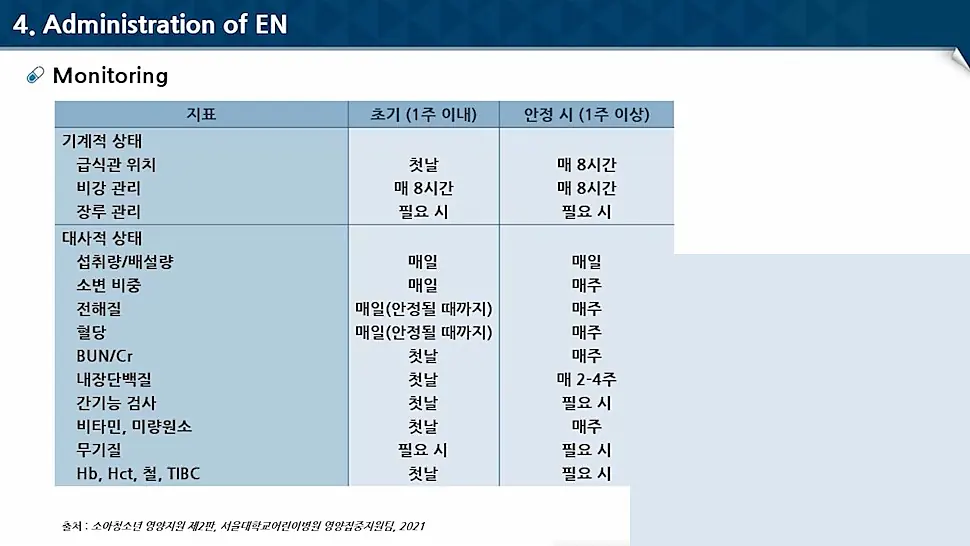 4. Administration of EN
Monitoring
지표 초기 (1주 이내) 안정 시 (1주 이상)
기계적 상태
급식관 위치 첫날 매 8시간
비강 관리 매 8시간 매 8시간
장루 관리 필요 시 필요 시
대사적 상태
섭취량/배설량 매일 매일
소변 비중 매일 매주
전해질 매일(안정될 때까지) 매주
혈당 매일(안정될 때까지) 매주
BUN/Cr 첫날 매주
내장단백질 첫날 매 2-4주
간기능 검사 첫날 필요 시
비타민, 미량원소 첫날 매주
무기질 필요 시 필요 시
Hb, Hct, 철, TIBC 첫날 필요 시
출처 : 소아청소년 영양지원 제2판, 서울대학교어린이병원 영양집중지원팀, 2021